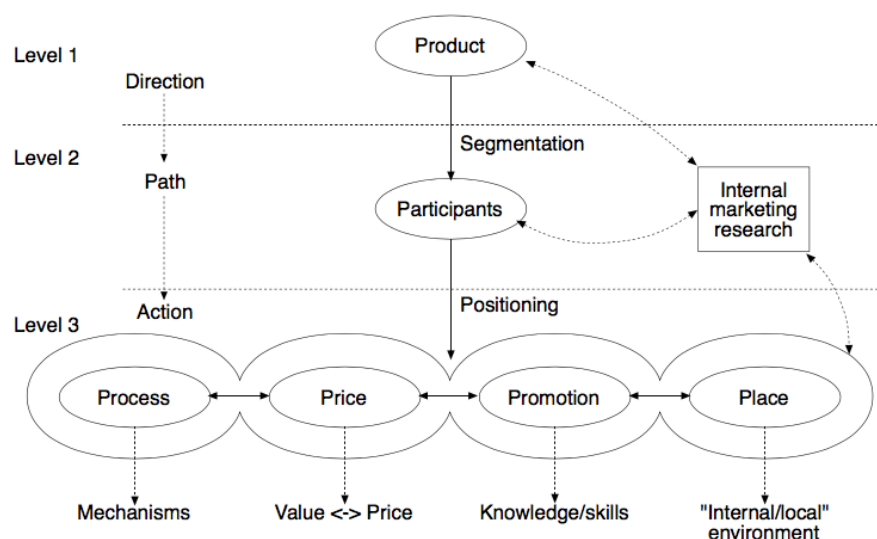 Level 1
Product
Direction
Segmentation
Level 2
Path
Participants
Internal
marketing
research
Positioning
Action
Level 3
Process
Price
Promotion
Place
Mechanisms
Value <-> Price
Knowledge/skills
"Internal/local"
environment